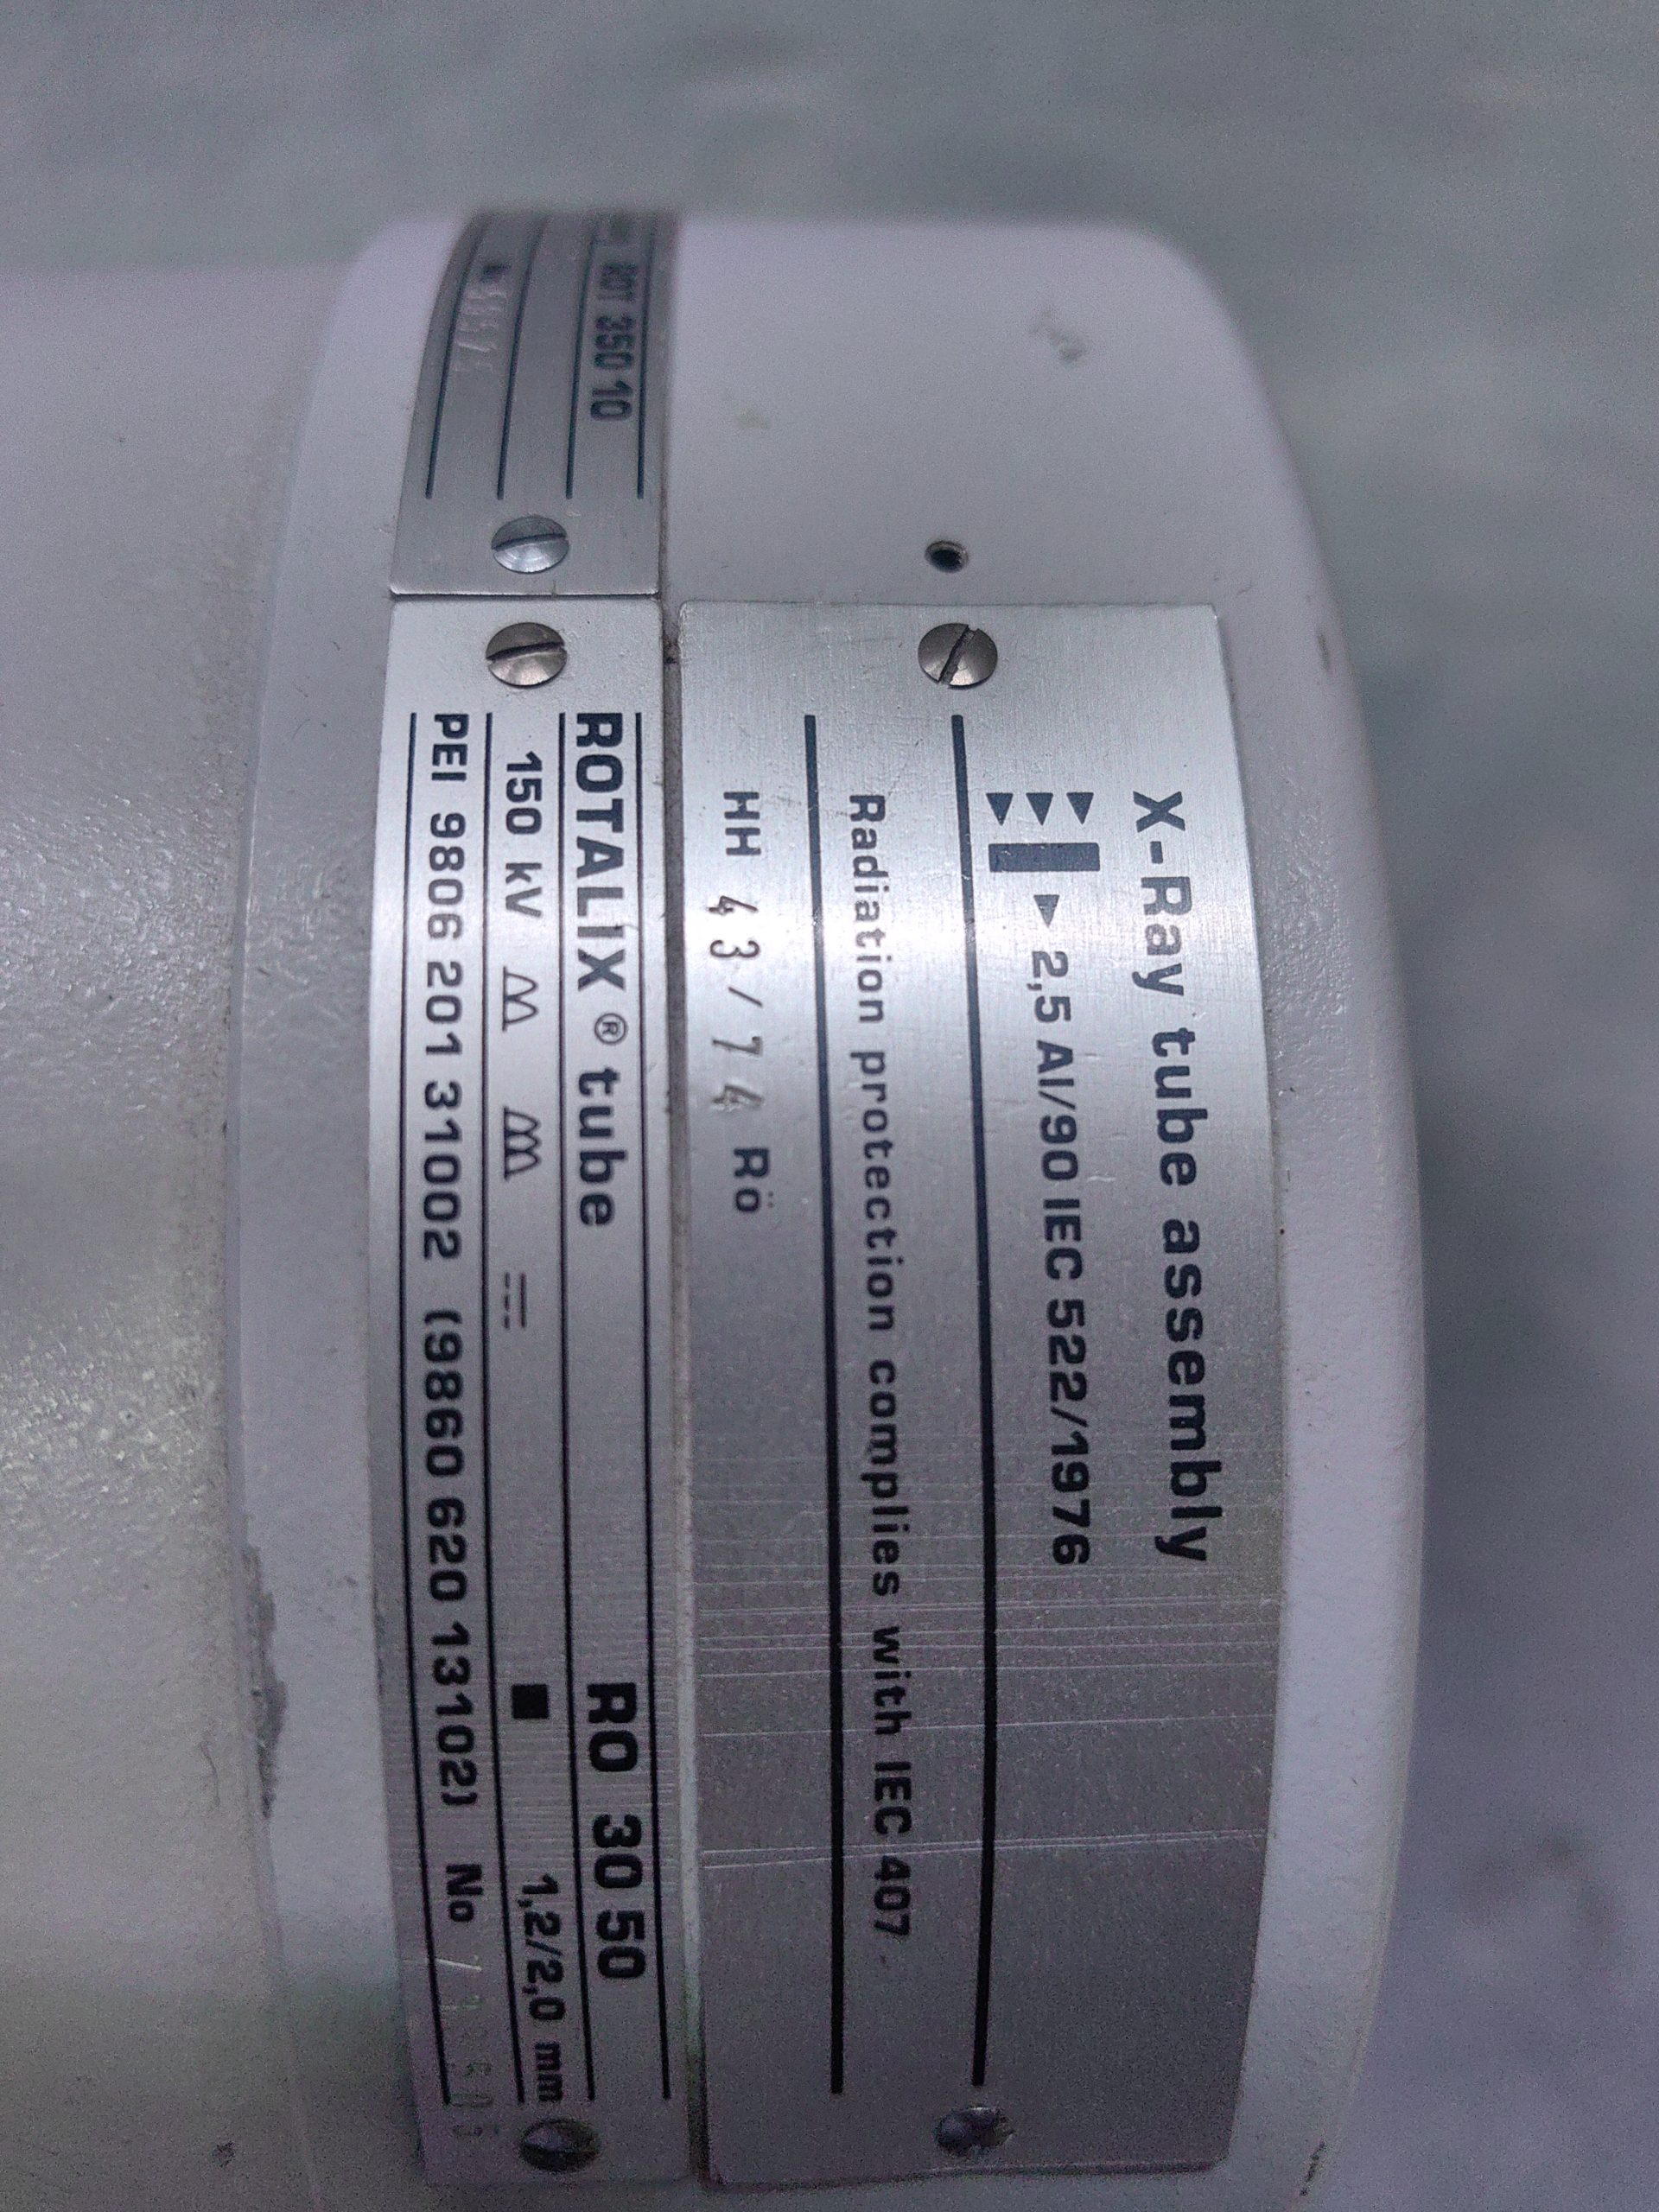 X-Ray tube assembly
2,5 Al/90 IEC 522/1976
Radiation protection complies with IEC 407
HH 43/74 Rö
ROT 350 10
ROTALIX® tube RO 30 50
150 kV 1,2/2,0 mm
PEI 9806 201 31002 (9860 620 13102) No